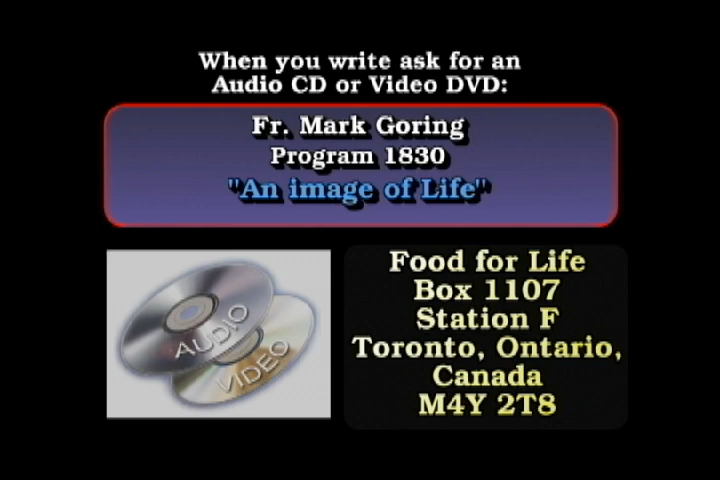 When you write ask for an
Audio CD or Video DVD:
Fr. Mark Goring
Program 1830
"An image of Life"
AUDIO
VIDEO
Food for Life
Box 1107
Station F
Toronto, Ontario,
Canada
M4Y 2T8